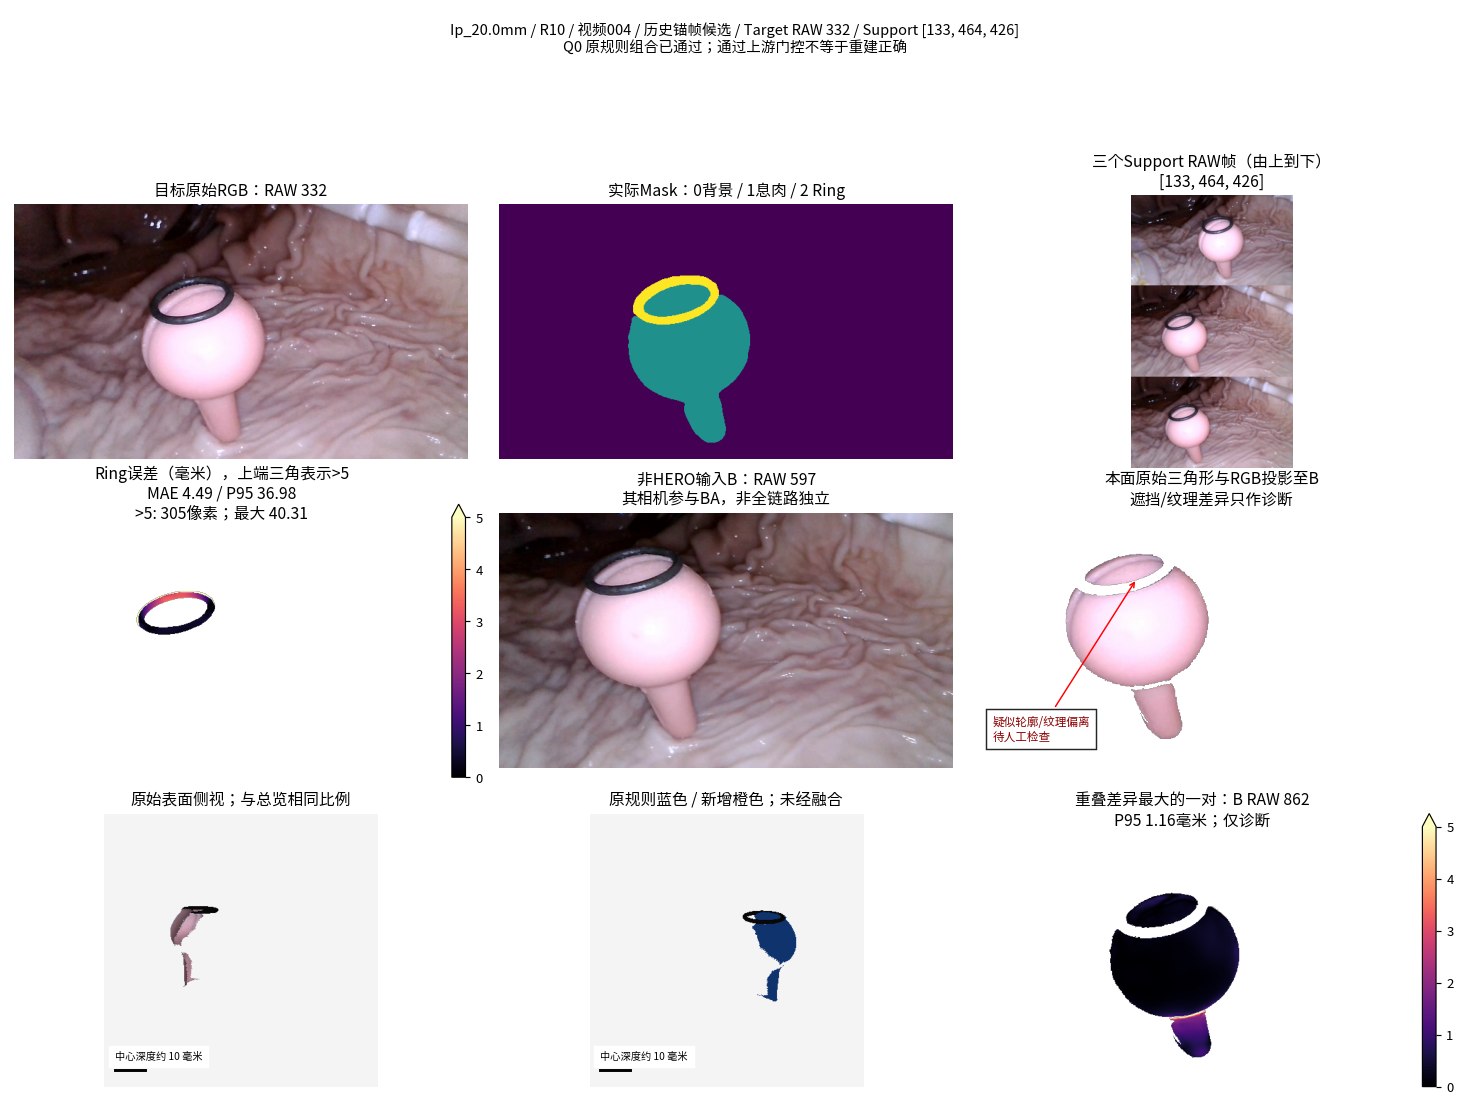 Ip_20.0mm / R10 / 视频004 / 历史锚帧候选 / Target RAW 332 / Support [133, 464, 426]
Q0 原规则组合已通过；通过上游门控不等于重建正确
目标原始RGB：RAW 332
实际Mask：0背景 / 1息肉 / 2 Ring
三个Support RAW帧（由上到下）
[133, 464, 426]
Ring误差（毫米），上端三角表示>5
MAE 4.49 / P95 36.98
>5: 305像素；最大 40.31
5
4
3
2
1
0
非HERO输入B：RAW 597
其相机参与BA，非全链路独立
本面原始三角形与RGB投影至B
遮挡/纹理差异只作诊断
疑似轮廓/纹理偏离
待人工检查
原始表面侧视；与总览相同比例
中心深度约 10 毫米
原规则蓝色 / 新增橙色；未经融合
中心深度约 10 毫米
重叠差异最大的一对：B RAW 862
P95 1.16毫米；仅诊断
5
4
3
2
1
0